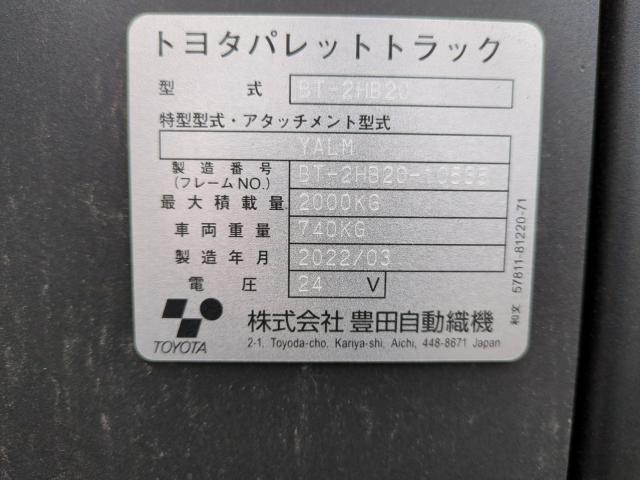 トヨタパレットトラック
型 式 BT-2HB20
特型型式・アタッチメント型式
YALM
製造番号 (フレームNO.)
最大積載量 2000KG
車両重量 740KG
製造年月 2022/03
電圧 24 V
TOYOTA
株式会社 豊田自動織機
2-1, Toyoda-cho, Kariya-shi, Aichi, 448-8671 Japan
和文 57811-81220-71